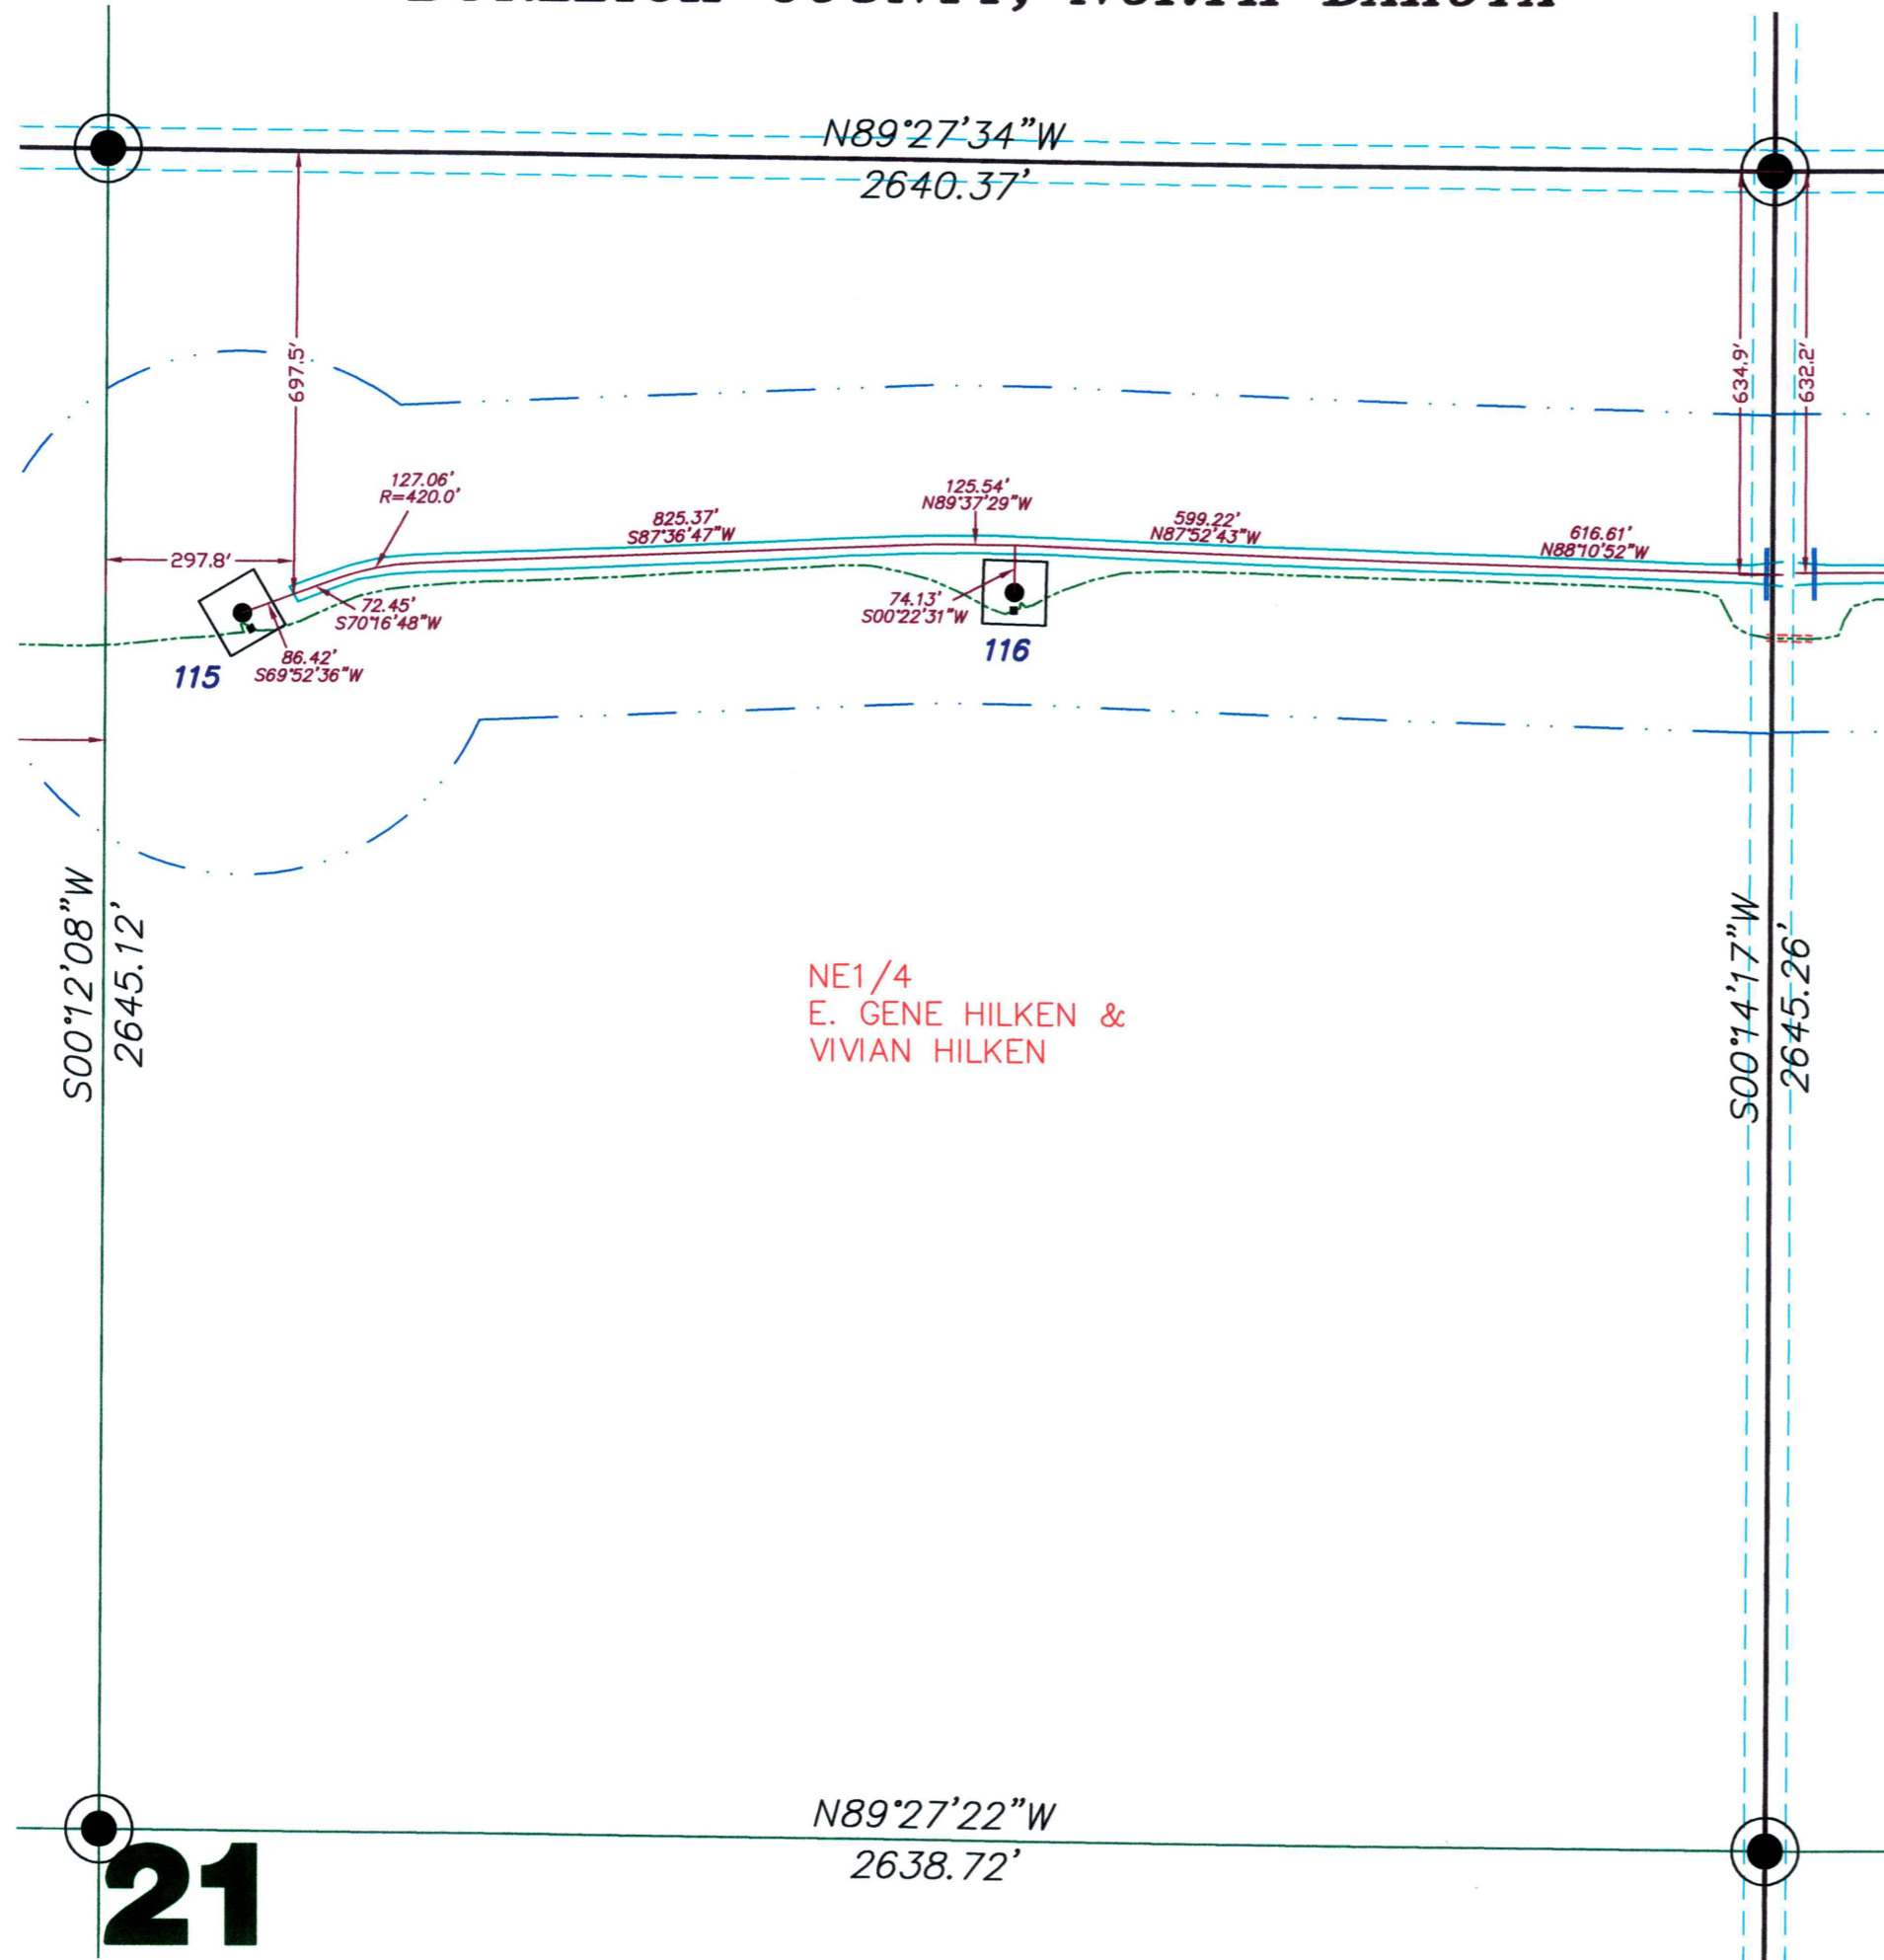 BURLEIGH COUNTY, NORTH DAKOTA
N89°27'34"W
2640.37'
697.5'
634.9'
632.2'
127.06'
R=420.0'
825.37'
S87°36'47"W
125.54'
N89°37'29"W
599.22'
N87°52'43"W
616.61'
N88°10'52"W
297.8'
72.45'
S70°16'48"W
74.13'
S00°22'31"W
86.42'
S69°52'36"W
115
116
S00°12'08"W
2645.12'
NE1/4
E. GENE HILKEN &
VIVIAN HILKEN
S00°14'17"W
2645.26'
N89°27'22"W
2638.72'
21